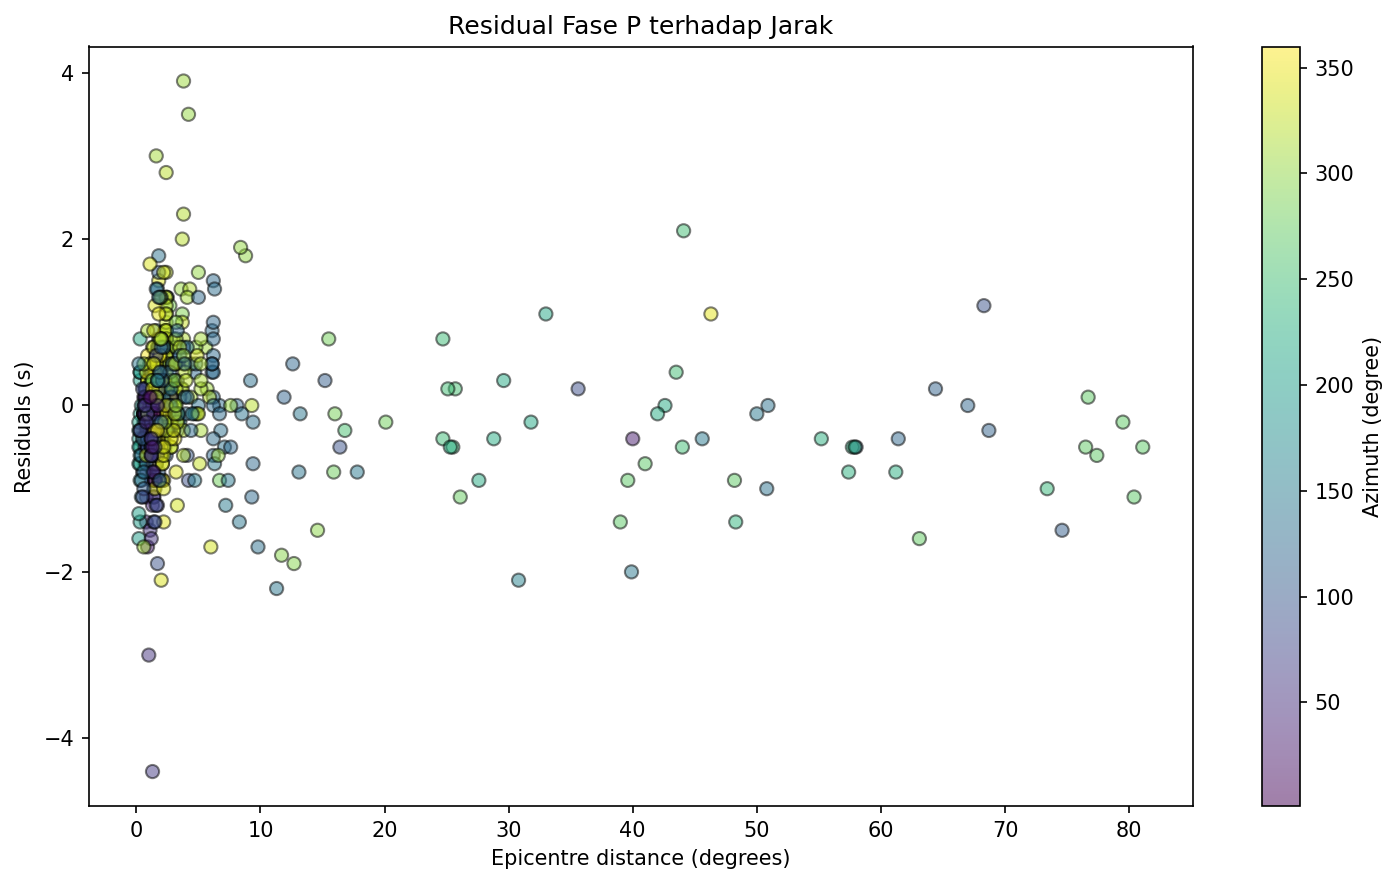 Residual Fase P terhadap Jarak
Residuals (s)
4
2
0
−2
−4
0 10 20 30 40 50 60 70 80
Epicentre distance (degrees)
350
300
250
200
150
100
50
Azimuth (degree)